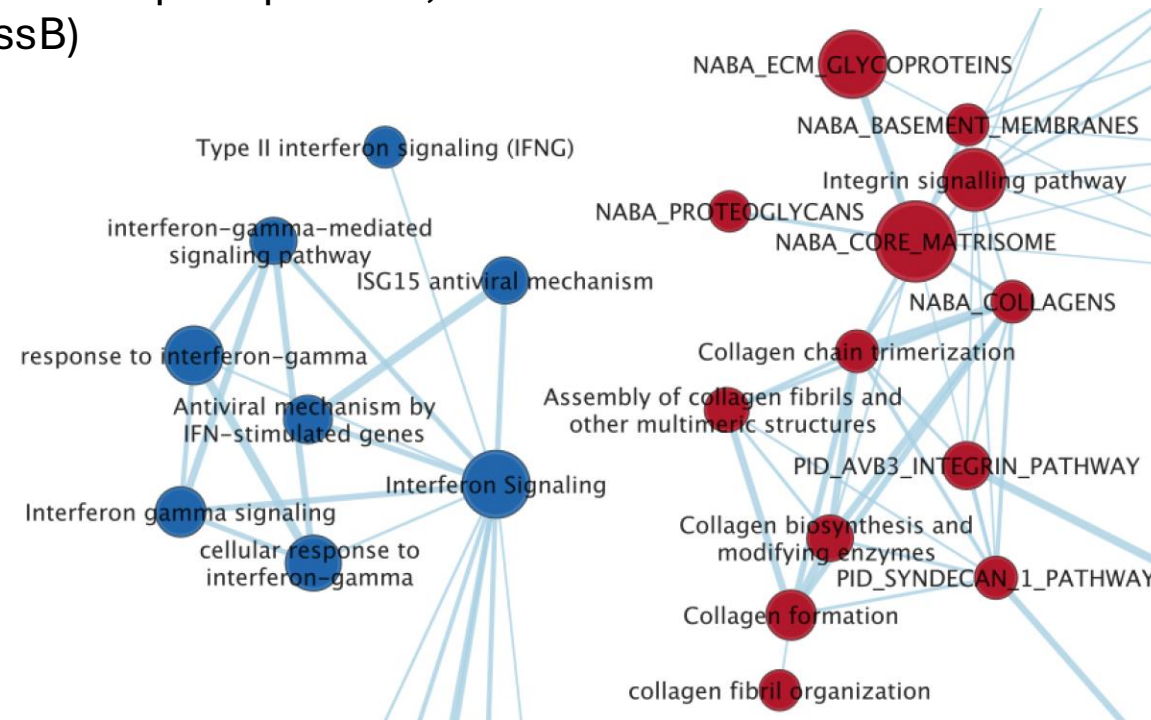 ssB)
NABA_ECM_GLYCOPROTEINS
NABA_BASEMENT_MEMBRANES
Type II interferon signaling (IFNG)
Integrin signalling pathway
NABA_PROTEOGLYCANS
interferon-gamma-mediated
signaling pathway
NABA_CORE_MATRISOME
ISG15 antiviral mechanism
NABA_COLLAGENS
response to interferon-gamma
Collagen chain trimerization
Antiviral mechanism by
IFN-stimulated genes
Assembly of collagen fibrils and
other multimeric structures
PID_AVB3_INTEGRIN_PATHWAY
Interferon Signaling
Interferon gamma signaling
Collagen biosynthesis and
modifying enzymes
cellular response to
interferon-gamma
PID_SYNDECAN_1_PATHWAY
Collagen formation
collagen fibril organization